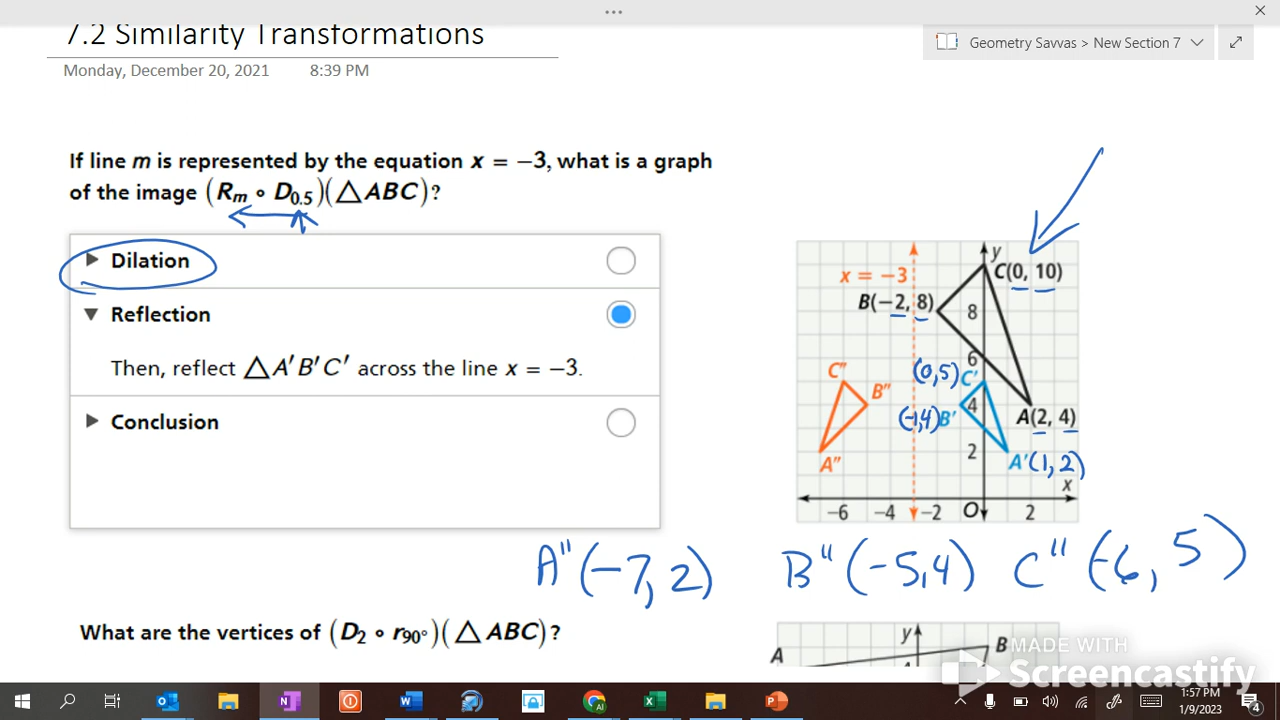 7.2 Similarity Transformations
Geometry Savvas > New Section 7
Monday, December 20, 2021 8:39 PM
If line m is represented by the equation x = −3, what is a graph
of the image (Rm ∘ D0.5)(△ABC)?
Dilation
Reflection
Then, reflect △A′B′C′ across the line x = −3.
Conclusion
y
x = −3
C(0, 10)
B(−2, 8)
8
6
C″
(0,5) C′
B″
(-1,4) B′
4
A(2, 4)
2
A″
A′ (1, 2)
x
−6 −4 −2 O 2
A" (-7, 2) B" (-5,4) C" (-6, 5)
What are the vertices of (D2 ∘ r90°)(△ABC)?
y
A
B
4
MADE WITH
Screencastify
1:57 PM
1/9/2023
4